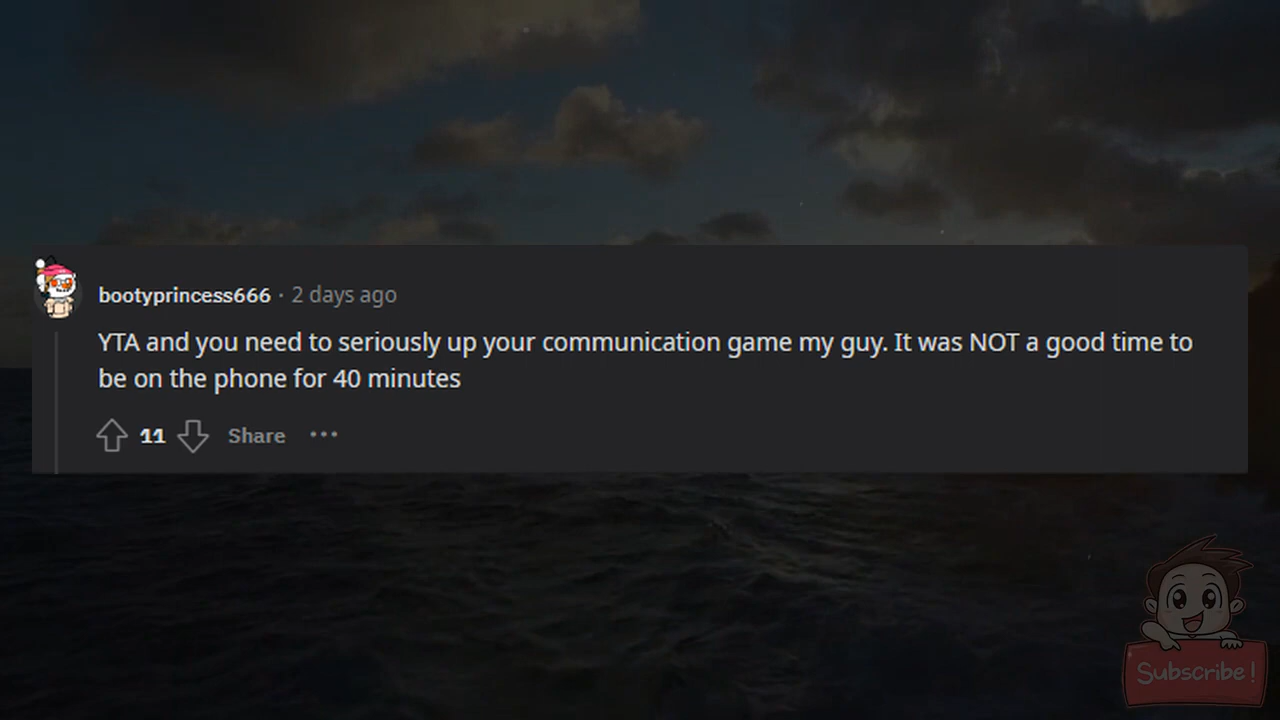 bootyprincess666 · 2 days ago
YTA and you need to seriously up your communication game my guy. It was NOT a good time to
be on the phone for 40 minutes
11 Share •••
Subscribe!